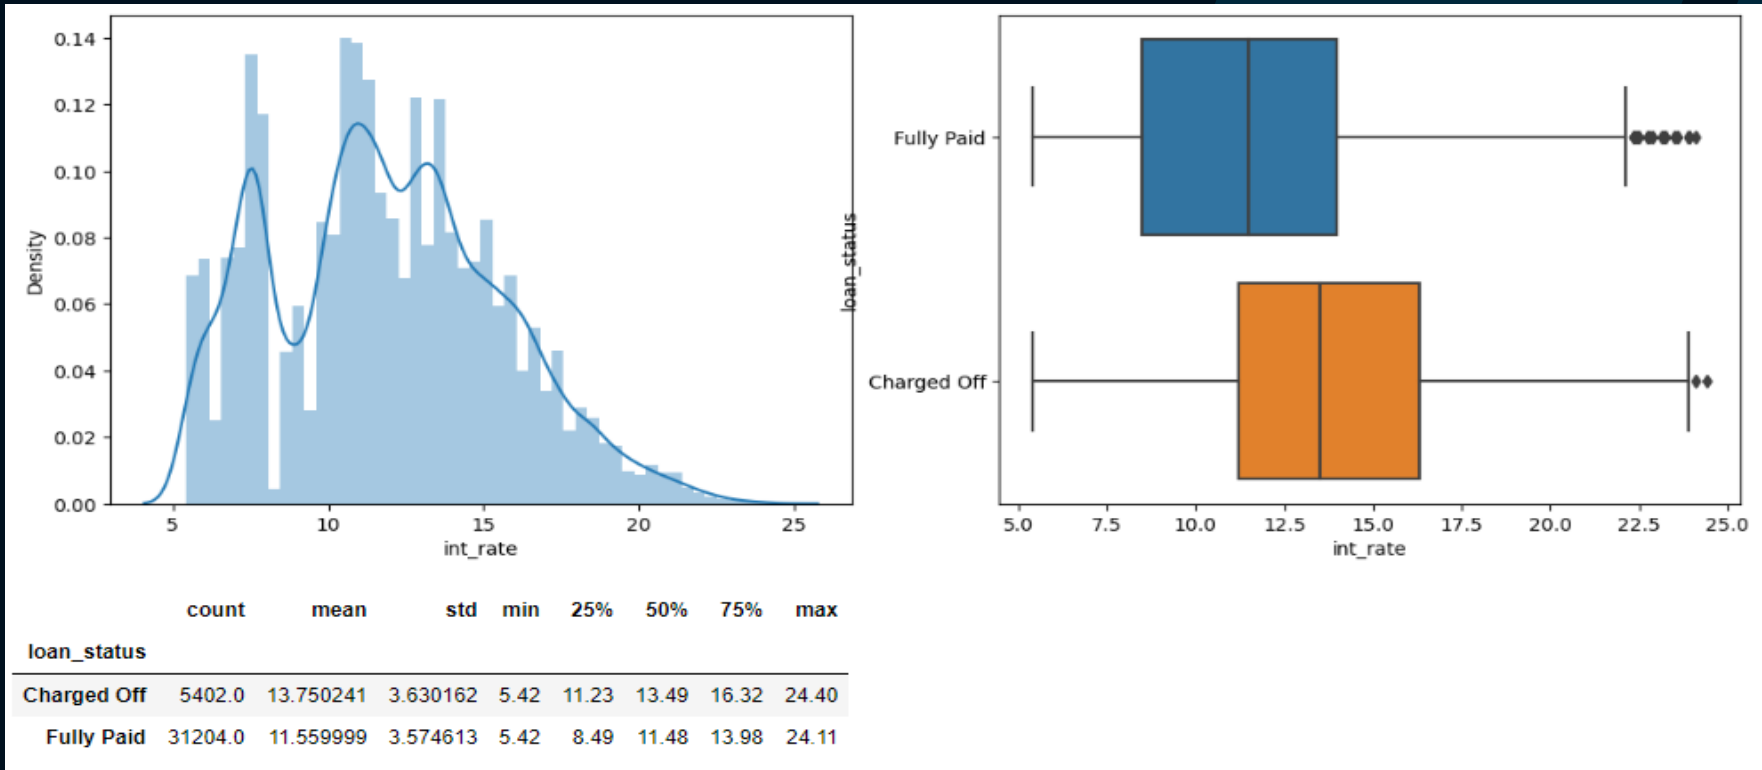 0.14
0.12
0.10
0.08
0.06
0.04
0.02
0.00
Density
5 10 15 20 25
int_rate
loan_status
Fully Paid
Charged Off
5.0 7.5 10.0 12.5 15.0 17.5 20.0 22.5 25.0
int_rate
count mean std min 25% 50% 75% max
loan_status
Charged Off 5402.0 13.750241 3.630162 5.42 11.23 13.49 16.32 24.40
Fully Paid 31204.0 11.559999 3.574613 5.42 8.49 11.48 13.98 24.11